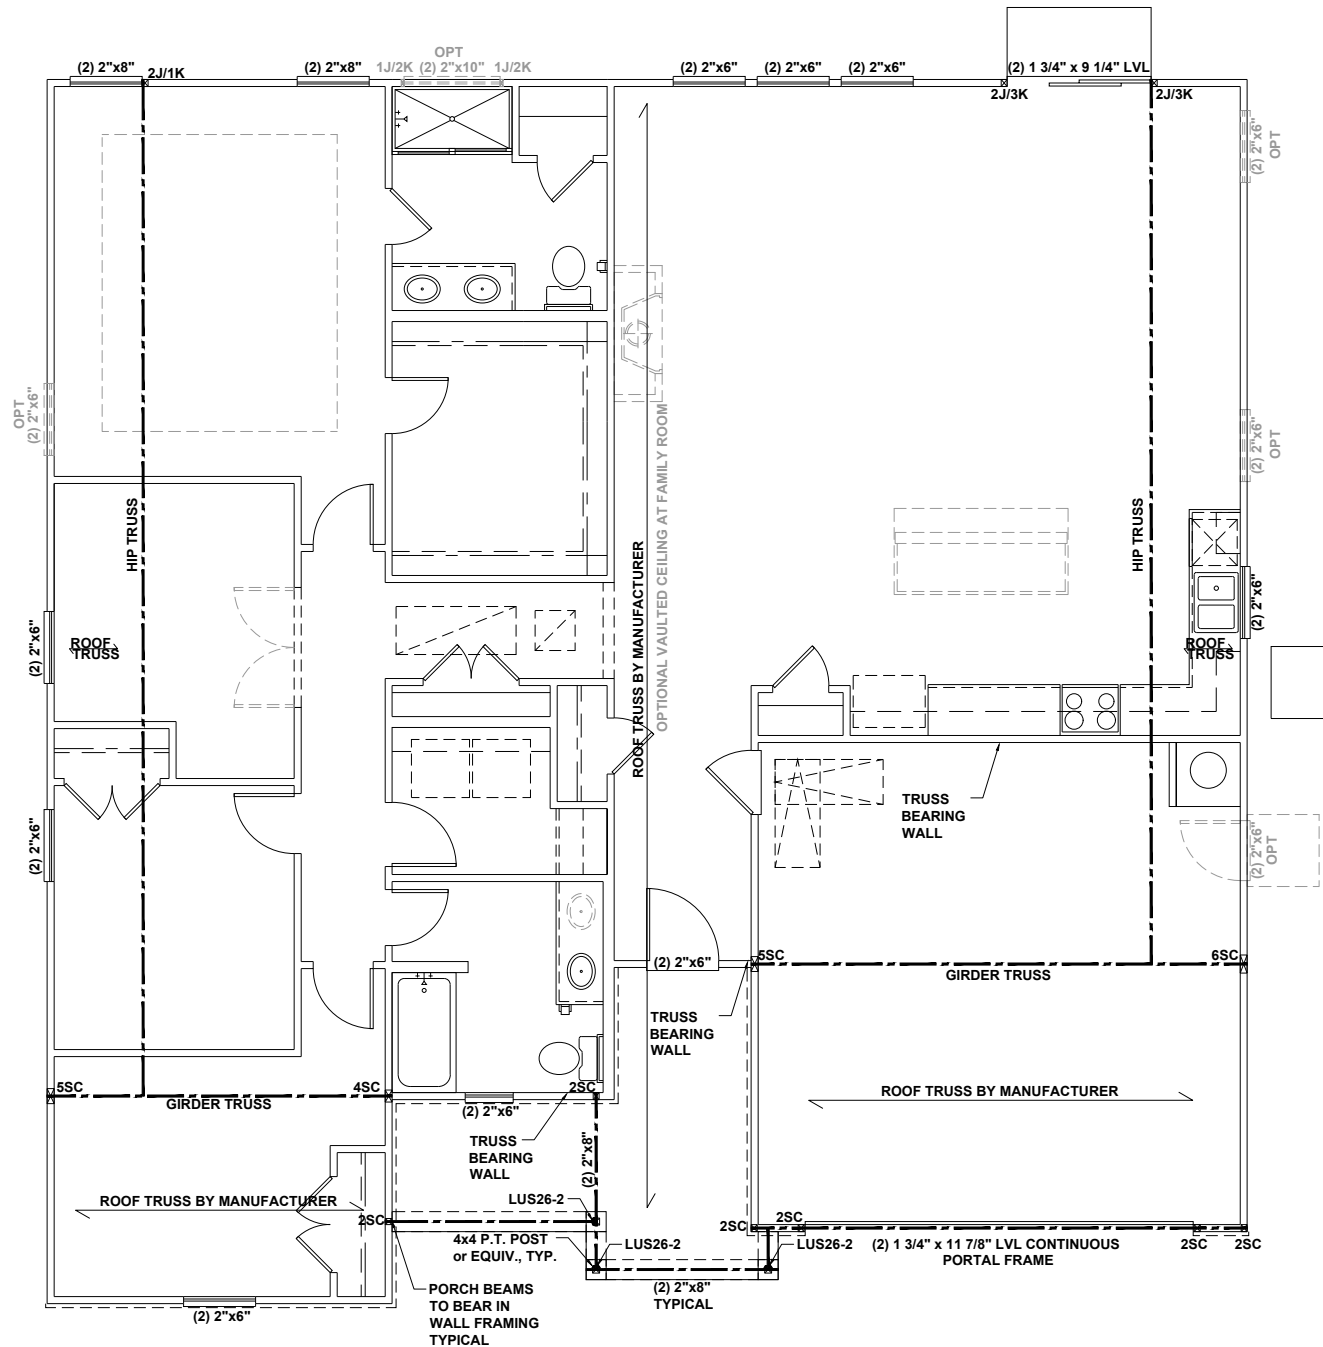 OPT
(2) 2"x8"
2J/1K
(2) 2"x8"
1J/2K
(2) 2"x10"
1J/2K
(2) 2"x6"
(2) 2"x6"
(2) 2"x6"
(2) 1 3/4" x 9 1/4" LVL
2J/3K
2J/3K
(2) 2"x6"
OPT
OPT
(2) 2"x6"
(2) 2"x6"
OPT
HIP TRUSS
HIP TRUSS
ROOF TRUSS BY MANUFACTURER
OPTIONAL VAULTED CEILING AT FAMILY ROOM
(2) 2"x6"
ROOF
TRUSS
(2) 2"x6"
ROOF
TRUSS
(2) 2"x6"
TRUSS
BEARING
WALL
(2) 2"x6"
OPT
(2) 2"x6"
5SC
6SC
GIRDER TRUSS
TRUSS
BEARING
WALL
5SC
4SC
GIRDER TRUSS
2SC
(2) 2"x6"
ROOF TRUSS BY MANUFACTURER
TRUSS
BEARING
WALL
(2) 2"x8"
ROOF TRUSS BY MANUFACTURER
LUS26-2
2SC
2SC
2SC
4x4 P.T. POST
or EQUIV., TYP.
LUS26-2
LUS26-2
(2) 1 3/4" x 11 7/8" LVL CONTINUOUS
PORTAL FRAME
2SC
2SC
(2) 2"x8"
TYPICAL
(2) 2"x6"
PORCH BEAMS
TO BEAR IN
WALL FRAMING
TYPICAL